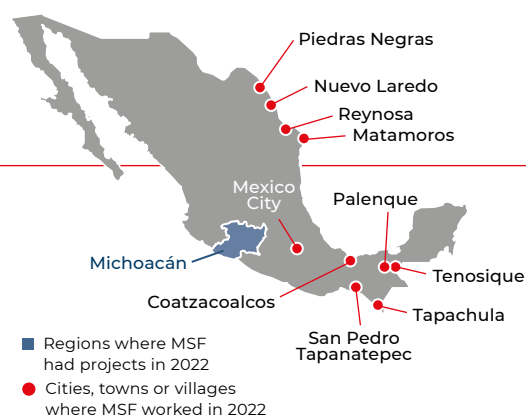 Piedras Negras
Nuevo Laredo
Reynosa
Matamoros
Mexico
City
Palenque
Michoacán
Tenosique
Coatzacoalcos
Tapachula
San Pedro
Tapanatepec
Regions where MSF
had projects in 2022
Cities, towns or villages
where MSF worked in 2022